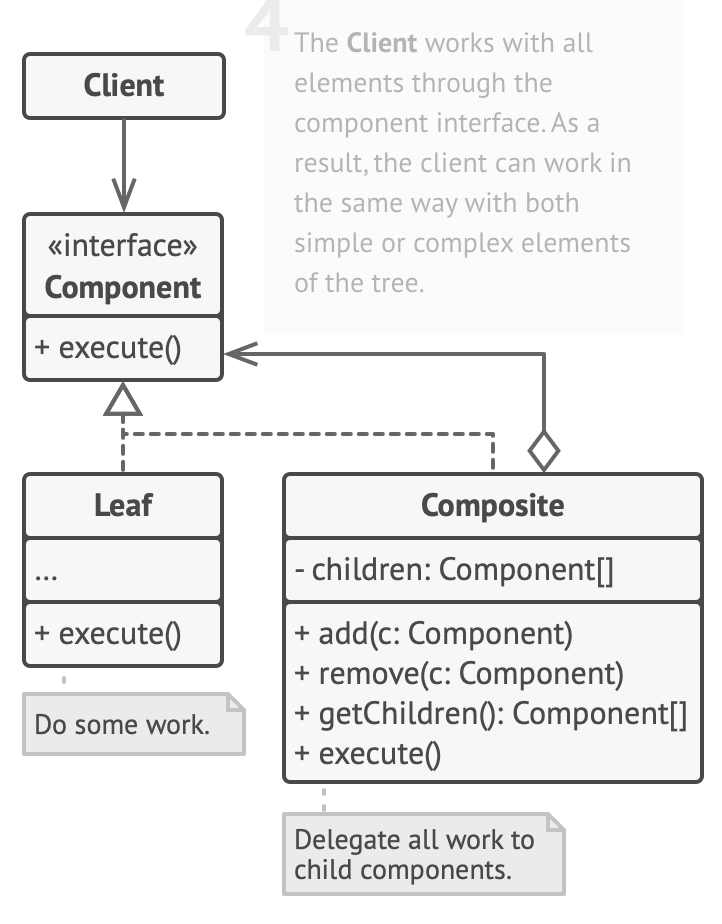 4
The Client works with all
elements through the
component interface. As a
result, the client can work in
the same way with both
simple or complex elements
of the tree.
Client
«interface»
Component
+ execute()
Leaf
...
+ execute()
Do some work.
Composite
- children: Component[]
+ add(c: Component)
+ remove(c: Component)
+ getChildren(): Component[]
+ execute()
Delegate all work to
child components.